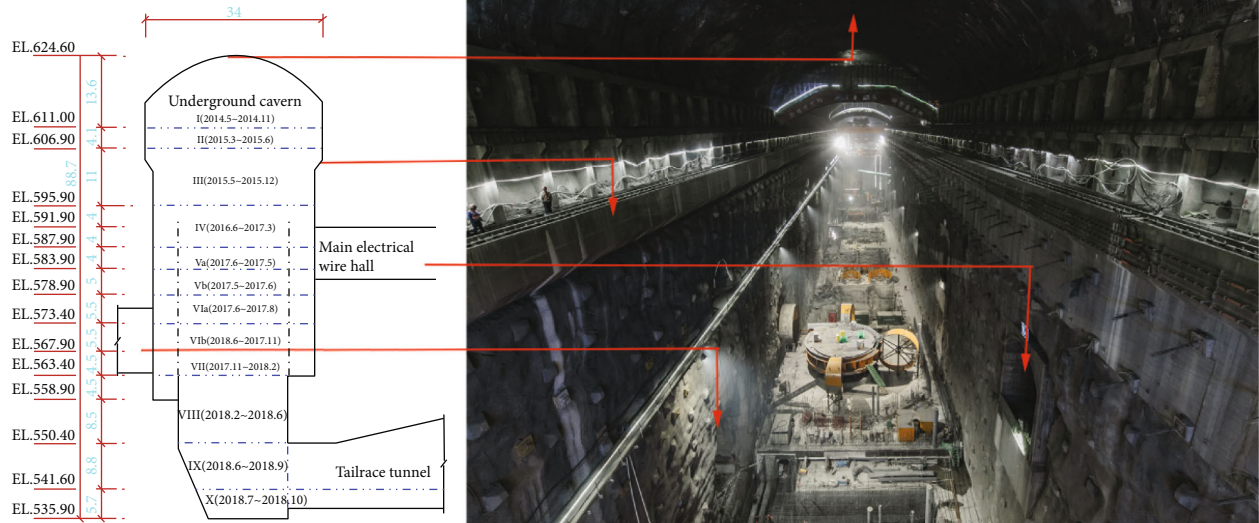 34
EL.624.60
13.6
Underground cavern
I(2014.5~2014.11)
EL.611.00
4.1
EL.606.90
II(2015.3~2015.6)
88.7
11
III(2015.5~2015.12)
EL.595.90
4
EL.591.90
IV(2016.6~2017.3)
4
EL.587.90
Main electrical
wire hall
Va(2017.6~2017.5)
4
EL.583.90
Vb(2017.5~2017.6)
5
EL.578.90
VIa(2017.6~2017.8)
5.5
EL.573.40
VIb(2018.6~2017.11)
5.5
EL.567.90
VII(2017.11~2018.2)
4.5
EL.563.40
4.5
EL.558.90
VIII(2018.2~2018.6)
8.5
EL.550.40
IX(2018.6~2018.9)
Tailrace tunnel
8.8
EL.541.60
X(2018.7~2018.10)
5.7
EL.535.90